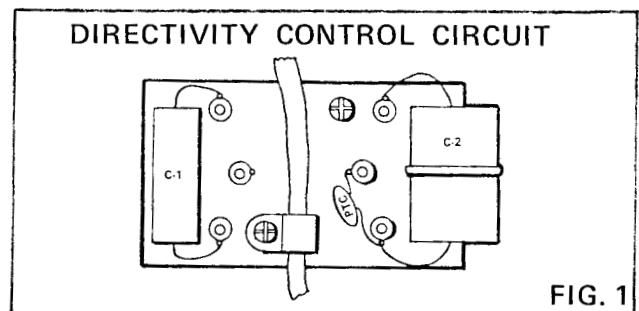 DIRECTIVITY CONTROL CIRCUIT
C-1
C-2
PTC
FIG. 1